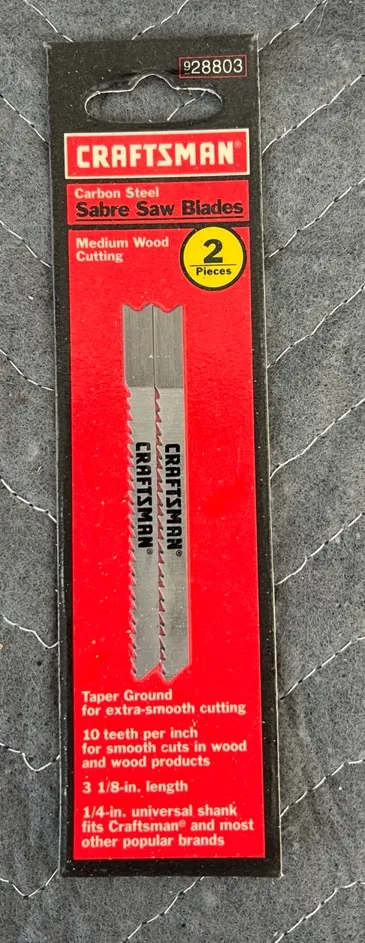 928803
CRAFTSMAN®
Carbon Steel
Sabre Saw Blades
Medium Wood
Cutting
2
Pieces
CRAFTSMAN®
CRAFTSMAN®
Taper Ground
for extra-smooth cutting
10 teeth per inch
for smooth cuts in wood
and wood products
3 1/8-in. length
1/4-in. universal shank
fits Craftsman® and most
other popular brands